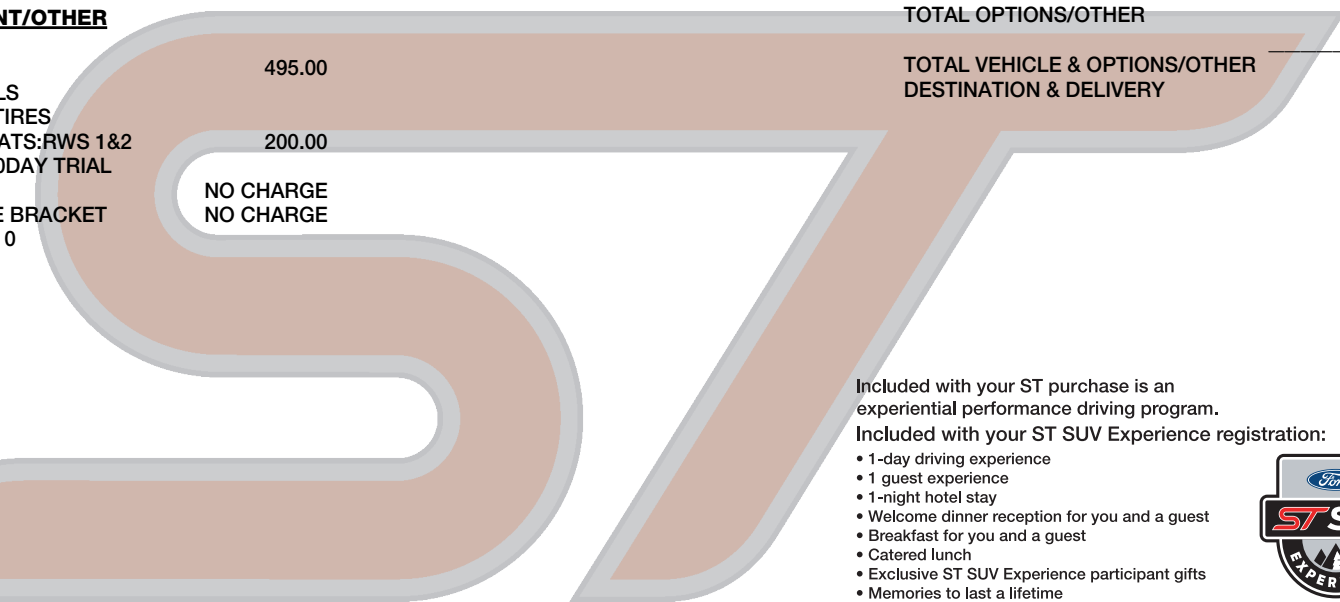 NT/OTHER
495.00
LS
TIRES
ATS:RWS 1&2 200.00
0DAY TRIAL
NO CHARGE
E BRACKET NO CHARGE
0
TOTAL OPTIONS/OTHER
TOTAL VEHICLE & OPTIONS/OTHER
DESTINATION & DELIVERY
Included with your ST purchase is an
experiential performance driving program.
Included with your ST SUV Experience registration:
• 1-day driving experience
• 1 guest experience
• 1-night hotel stay
• Welcome dinner reception for you and a guest
• Breakfast for you and a guest
• Catered lunch
• Exclusive ST SUV Experience participant gifts
• Memories to last a lifetime
ST
ST S
EXPER